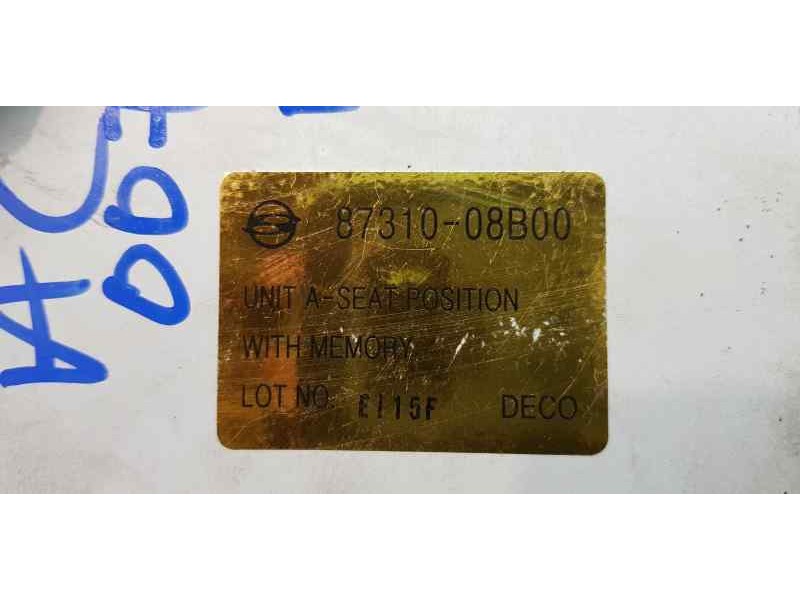 87310-08B00
UNIT A-SEAT POSITION
WITH MEMORY
LOT NO. E115F
DECO